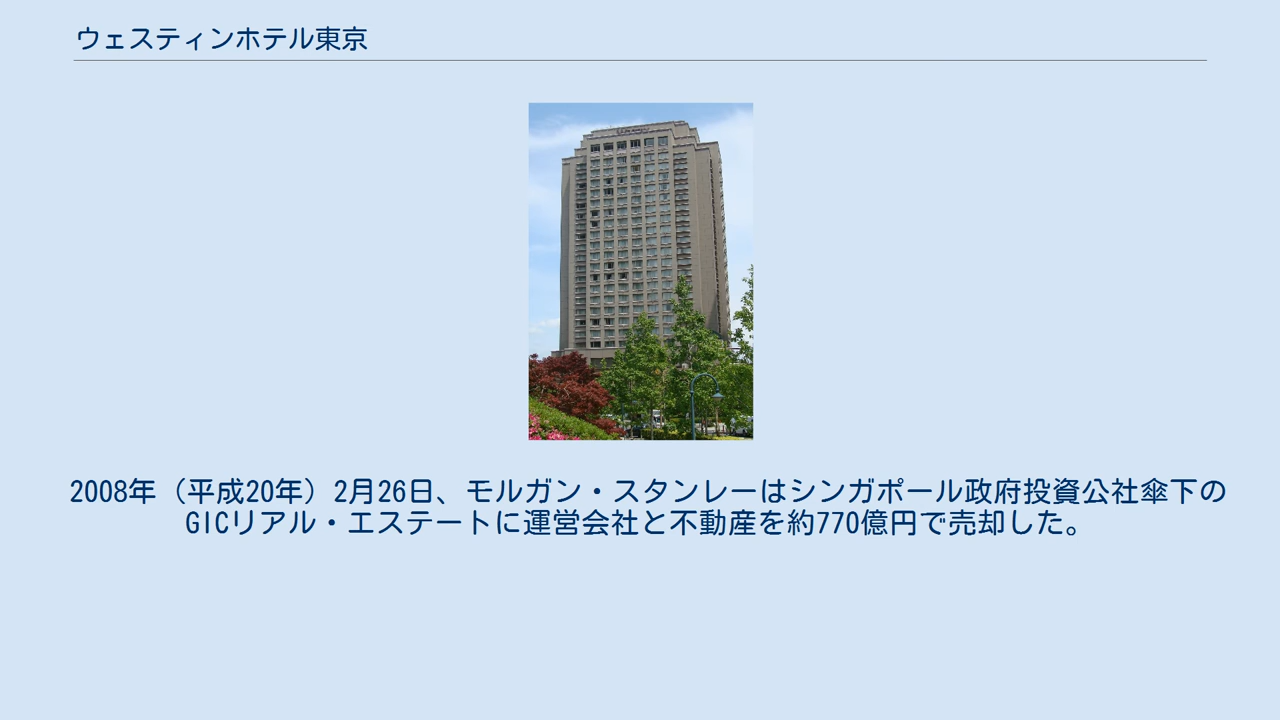 ウェスティンホテル東京
2008年（平成20年）2月26日、モルガン・スタンレーはシンガポール政府投資公社傘下の
GICリアル・エステートに運営会社と不動産を約770億円で売却した。